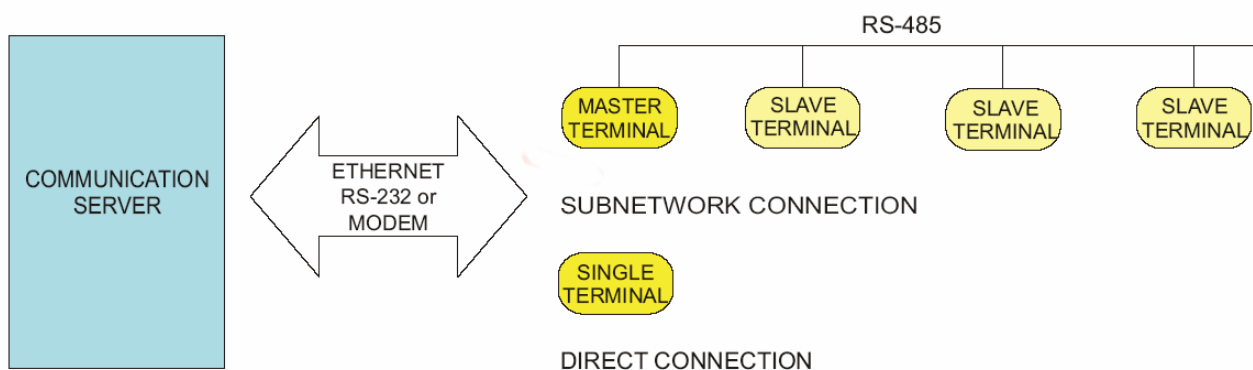 RS-485
MASTER
TERMINAL
SLAVE
TERMINAL
SLAVE
TERMINAL
SLAVE
TERMINAL
COMMUNICATION
SERVER
ETHERNET
RS-232 or
MODEM
SUBNETWORK CONNECTION
SINGLE
TERMINAL
DIRECT CONNECTION